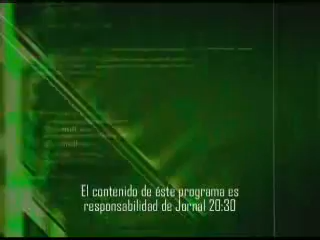 El contenido de éste programa es
responsabilidad de Jornal 20:30